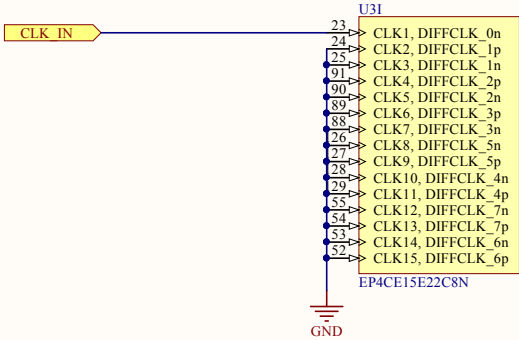 U3I
CLK_IN
23 CLK1, DIFFCLK_0n
24 CLK2, DIFFCLK_1p
25 CLK3, DIFFCLK_1n
91 CLK4, DIFFCLK_2p
90 CLK5, DIFFCLK_2n
89 CLK6, DIFFCLK_3p
88 CLK7, DIFFCLK_3n
26 CLK8, DIFFCLK_5n
27 CLK9, DIFFCLK_5p
28 CLK10, DIFFCLK_4n
29 CLK11, DIFFCLK_4p
55 CLK12, DIFFCLK_7n
54 CLK13, DIFFCLK_7p
53 CLK14, DIFFCLK_6n
52 CLK15, DIFFCLK_6p
EP4CE15E22C8N
GND